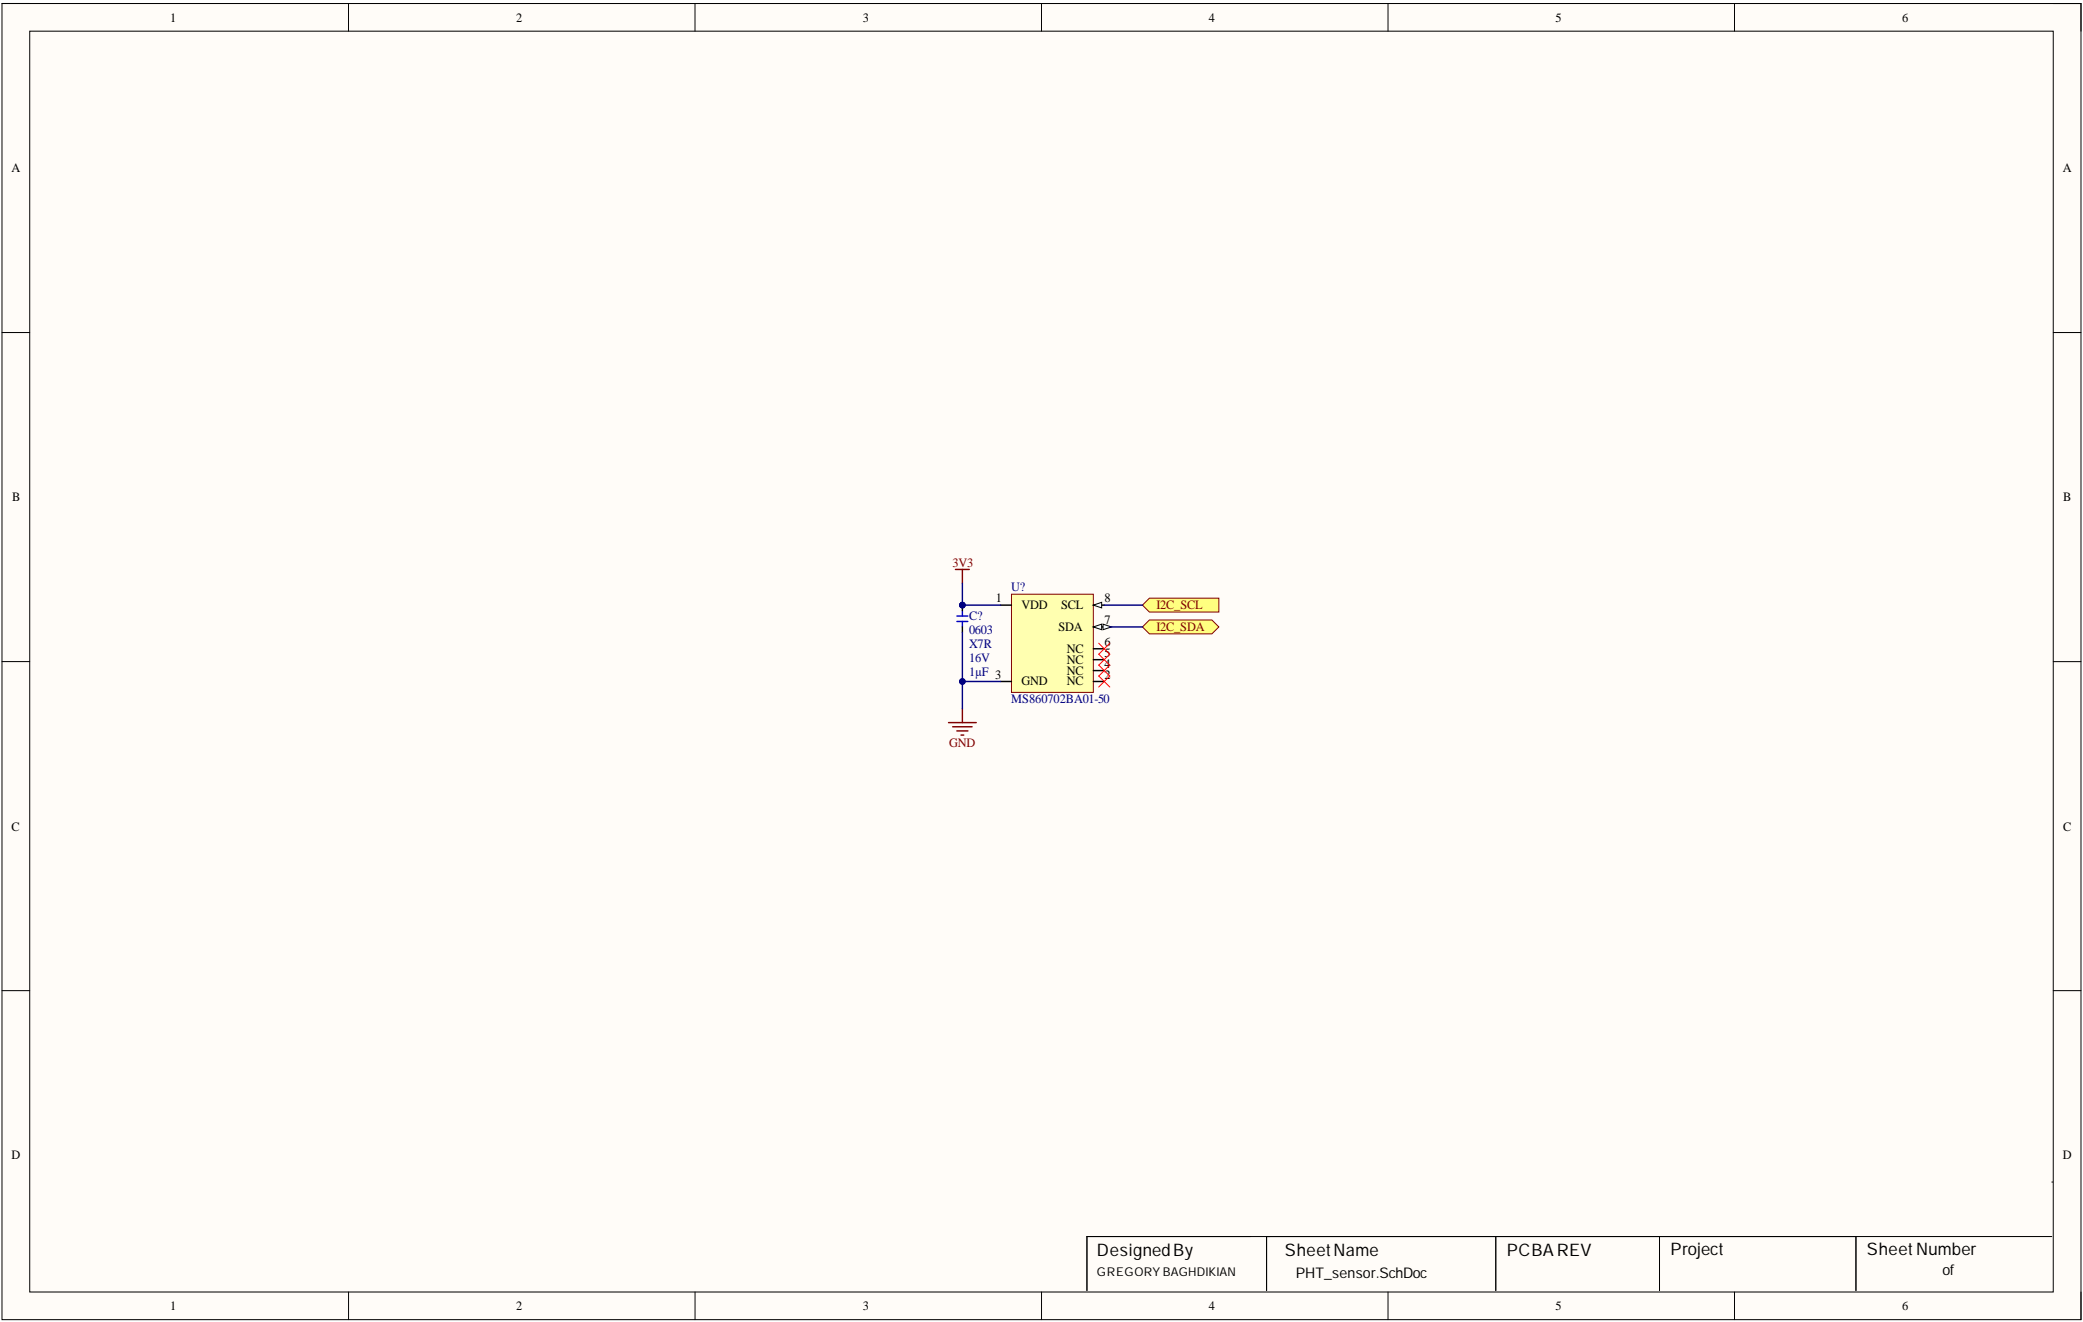 1 2 3 4 5 6
A A
B B
3V3
U?
1 VDD SCL 8 I2C_SCL
C?
0603 SDA 7 I2C_SDA
X7R NC 6
16V NC 5
1µF NC 4
3 GND NC
MS860702BA01-50
GND
C C
D D
Designed By Sheet Name PCBA REV Project Sheet Number
GREGORY BAGHDIKIAN PHT_sensor.SchDoc of
1 2 3 4 5 6